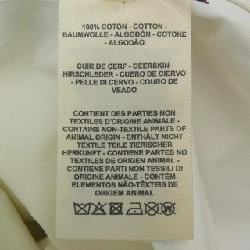 100% COTON - COTTON -
BAUMWOLLE - ALGODÓN - COTONE
- ALGODÃO
CUIR DE CERF - DEERSKIN
HIRSCHLEDER - CUERO DE CIERVO
- PELLE DI CERVO - COURO DE
VEADO
CONTIENT DES PARTIES NON
TEXTILES D'ORIGINE ANIMALE -
CONTAINS NON-TEXTILE PARTS OF
ANIMAL ORIGIN - ENTHÄLT NICHT
TEXTILE TEILE TIERISCHER
HERKUNFT - CONTIENE PARTES
NO TEXTILES DE ORIGEN ANIMAL
- CONTIENE PARTI NON TESSILI DI
ORIGINE ANIMALE - CONTÉM
ELEMENTOS NÃO-TÊXTEIS DE
ORIGEM ANIMAL